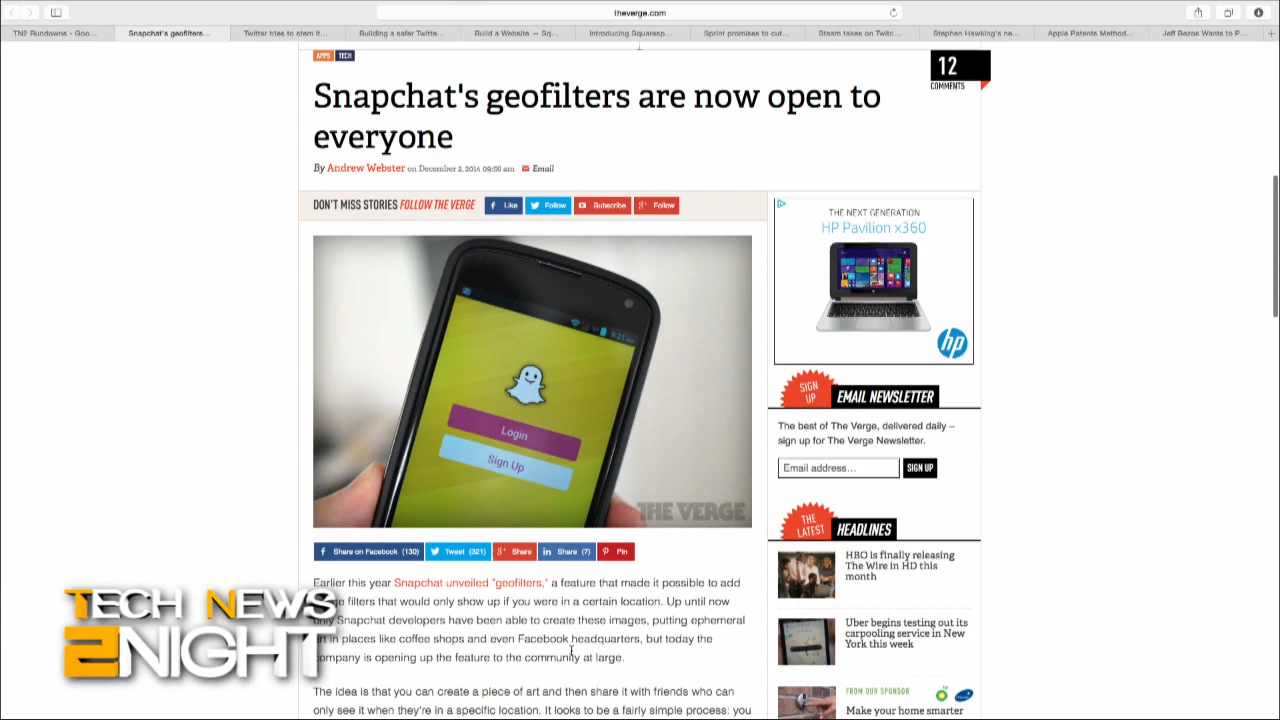 theverge.com
TN2 Rundowns - Goo...
Snapchat's geofilters...
Twitter tries to stem it...
Building a safer Twitte...
Build a Website — Sq...
Introducing Squaresp...
Sprint promises to cut...
Steam takes on Twitc...
Stephen Hawking's ne...
Apple Patents Method...
Jeff Bezos Wants to P...
APPS TECH
12
COMMENTS
Snapchat's geofilters are now open to
everyone
By Andrew Webster on December 2, 2014 09:55 am Email
DON'T MISS STORIES FOLLOW THE VERGE
Like
Follow
Subscribe
Follow
THE NEXT GENERATION
HP Pavilion x360
hp
9:21 AM
Login
Sign Up
THE VERGE
SIGN
UP
EMAIL NEWSLETTER
The best of The Verge, delivered daily –
sign up for The Verge Newsletter.
Email address...
SIGN UP
THE
LATEST
HEADLINES
HBO is finally releasing
The Wire in HD this
month
Uber begins testing out its
carpooling service in New
York this week
FROM OUR SPONSOR
bp
Make your home smarter
Share on Facebook (130)
Tweet (321)
Share
Share (7)
Pin
Earlier this year Snapchat unveiled "geofilters," a feature that made it possible to add
filters that would only show up if you were in a certain location. Up until now
only Snapchat developers have been able to create these images, putting ephemeral
art in places like coffee shops and even Facebook headquarters, but today the
company is opening up the feature to the community at large.
The idea is that you can create a piece of art and then share it with friends who can
only see it when they're in a specific location. It looks to be a fairly simple process: you
TECH NEWS
2NIGHT